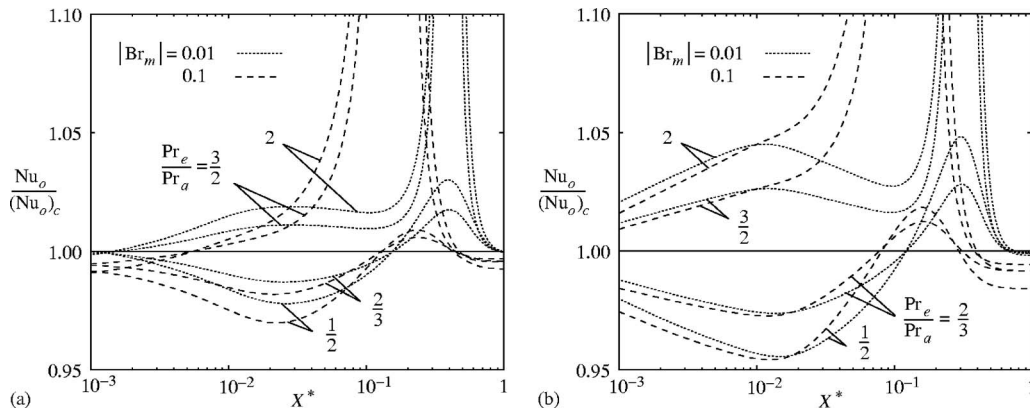 1.10
|Br_m| = 0.01
0.1
1.05
2
Pr_e/Pr_a = 3/2
Nu_o/(Nu_o)_c
1.00
2/3
1/2
0.95
10^-3 10^-2 10^-1 1
(a) X*
1.10
|Br_m| = 0.01
0.1
1.05
2
Nu_o/(Nu_o)_c
3/2
1.00
Pr_e/Pr_a = 2/3
1/2
0.95
10^-3 10^-2 10^-1 1
(b) X*